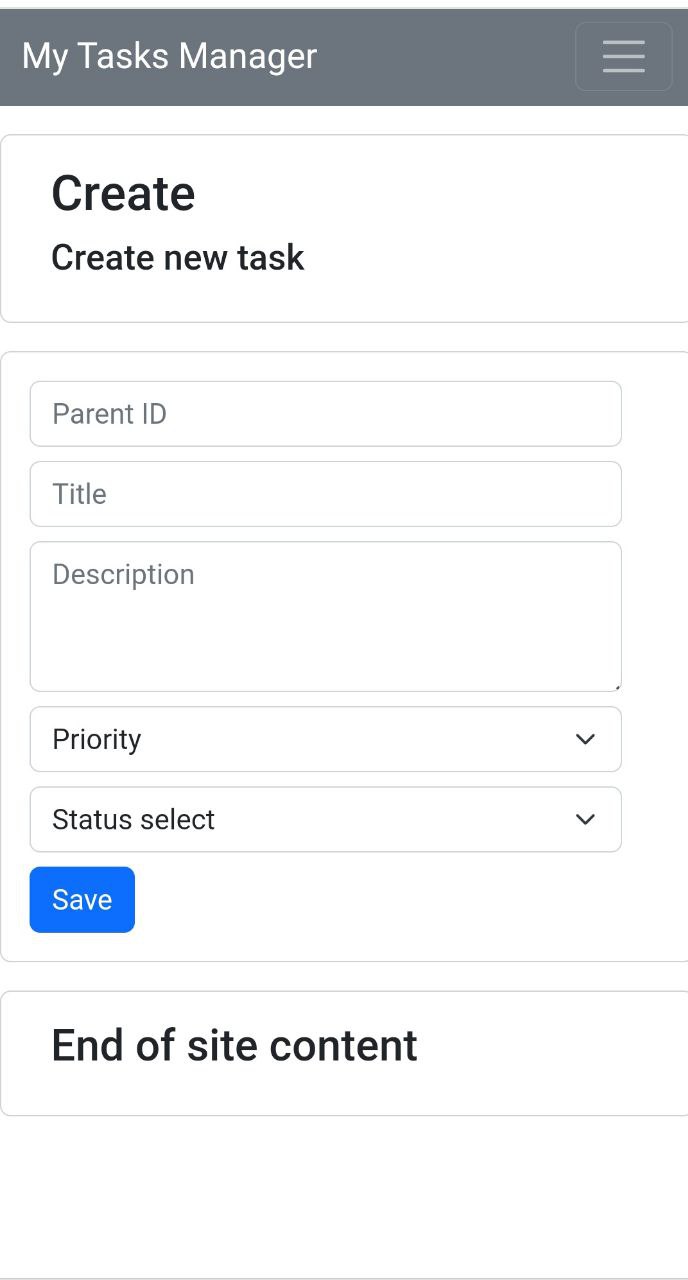 My Tasks Manager
Create
Create new task
Parent ID
Title
Description
Priority
Status select
Save
End of site content